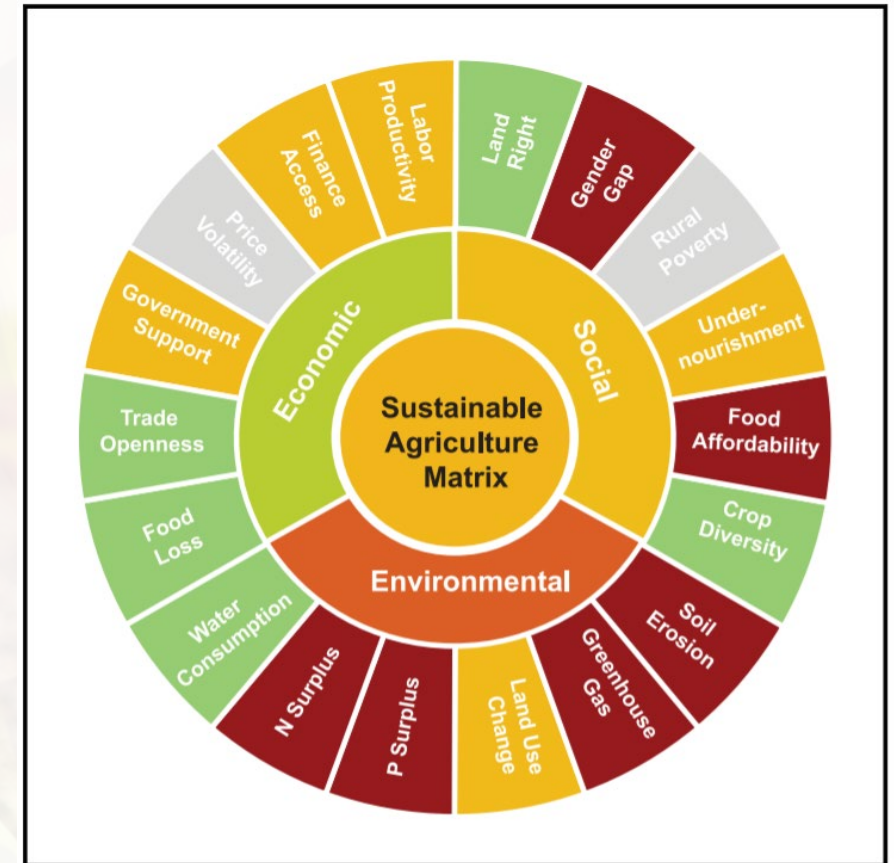 Sustainable
Agriculture
Matrix
Economic
Social
Environmental
Land
Right
Gender
Gap
Rural
Poverty
Under-
nourishment
Food
Affordability
Crop
Diversity
Soil
Erosion
Greenhouse
Gas
Land Use
Change
P Surplus
N Surplus
Water
Consumption
Food
Loss
Trade
Openness
Government
Support
Price
Volatility
Finance
Access
Labor
Productivity